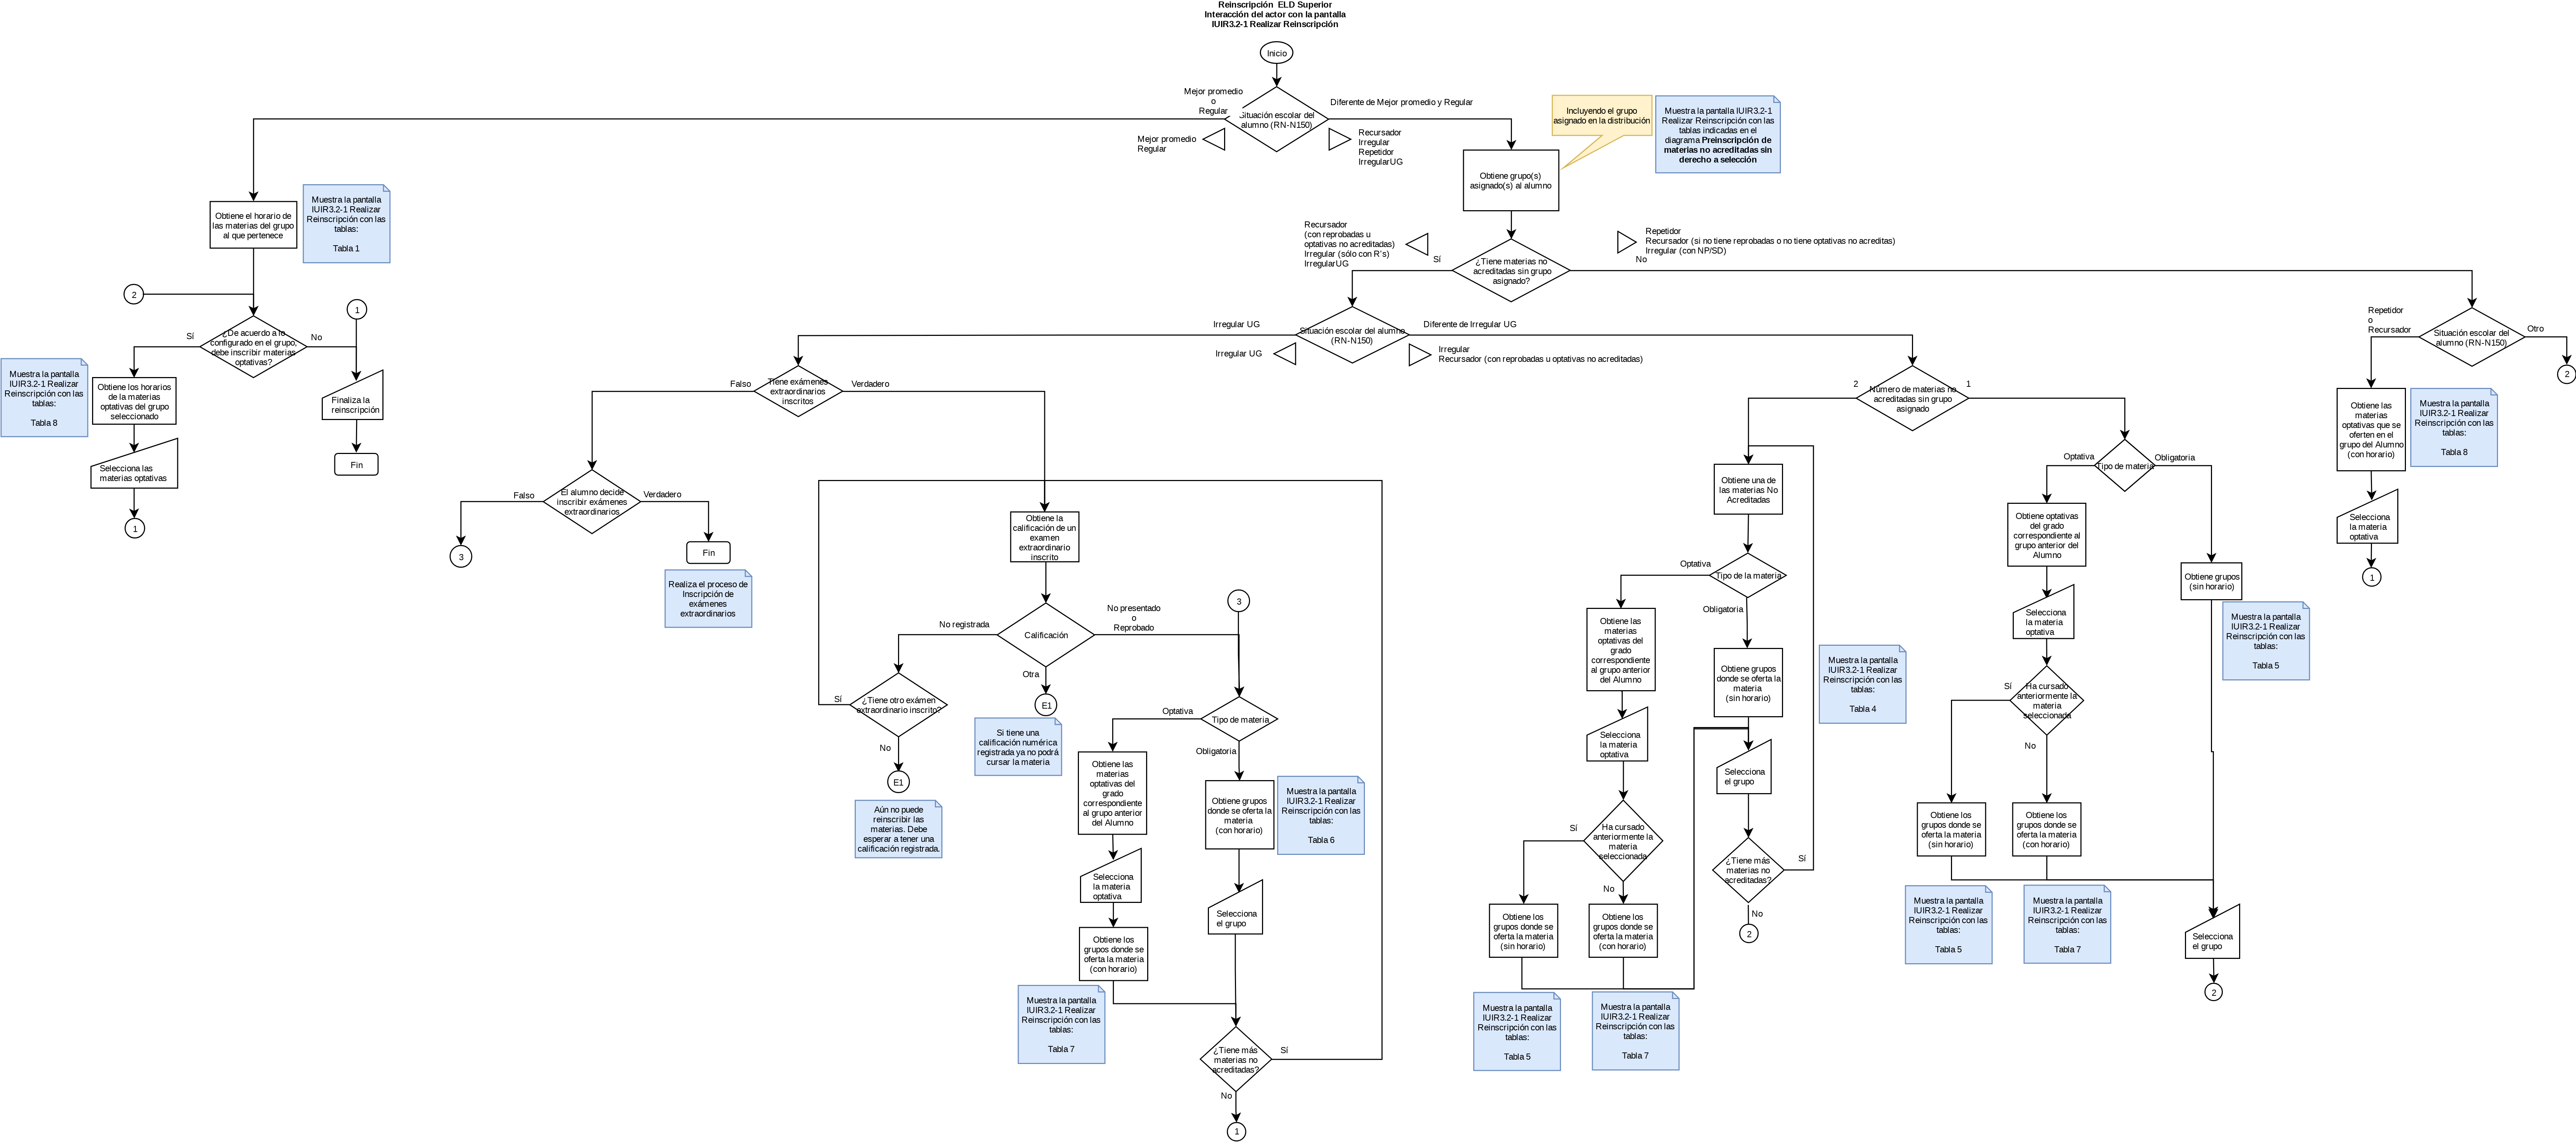 Reinscripción  ELD Superior
Interacción del actor con la pantalla
IUIR3.2-1 Realizar Reinscripción
Inicio
Mejor promedio
o
Regular
Situación escolar del
alumno (RN-N150)
Diferente de Mejor promedio y Regular
Mejor promedio
Regular
Recursador
Irregular
Repetidor
IrregularUG
Incluyendo el grupo
asignado en la distribución
Muestra la pantalla IUIR3.2-1
Realizar Reinscripción con las
tablas indicadas en el
diagrama Preinscripción de
materias no acreditadas sin
derecho a selección
Obtiene grupo(s)
asignado(s) al alumno
Obtiene el horario de
las materias del grupo
al que pertenece
Muestra la pantalla
IUIR3.2-1 Realizar
Reinscripción con las
tablas:
Tabla 1
2
¿De acuerdo a lo
configurado en el grupo,
debe inscribir materias
optativas?
Sí
No
1
Muestra la pantalla
IUIR3.2-1 Realizar
Reinscripción con las
tablas:
Tabla 8
Obtiene los horarios
de la materias
optativas del grupo
seleccionado
Finaliza la
reinscripción
Fin
Selecciona las
materias optativas
1
Recursador
(con reprobadas u
optativas no acreditadas)
Irregular (sólo con R's)
IrregularUG
Sí
¿Tiene materias no
acreditadas sin grupo
asignado?
Repetidor
Recursador (si no tiene reprobadas o no tiene optativas no acreditas)
Irregular (con NP/SD)
No
Irregular UG
Situación escolar del alumno
(RN-N150)
Diferente de Irregular UG
Irregular UG
Irregular
Recursador (con reprobadas u optativas no acreditadas)
Repetidor
o
Recursador
Situación escolar del
alumno (RN-N150)
Otro
2
Falso
Tiene exámenes
extraordinarios
inscritos
Verdadero
Falso
El alumno decide
inscribir exámenes
extraordinarios
Verdadero
3
Fin
Realiza el proceso de
Inscripción de
exámenes
extraordinarios
Obtiene la
calificación de un
examen
extraordinario
inscrito
No registrada
Calificación
No presentado
o
Reprobado
3
Otra
E1
Sí
¿Tiene otro exámen
extraordinario inscrito?
No
E1
Aún no puede
reinscribir las
materias. Debe
esperar a tener una
calificación registrada.
Si tiene una
calificación numérica
registrada ya no podrá
cursar la materia
Optativa
Tipo de materia
Obligatoria
Obtiene las
materias
optativas del
grado
correspondiente
al grupo anterior
del Alumno
Obtiene grupos
donde se oferta la
materia
(con horario)
Muestra la pantalla
IUIR3.2-1 Realizar
Reinscripción con las
tablas:
Tabla 6
Selecciona
la materia
optativa
Selecciona
el grupo
Obtiene los
grupos donde se
oferta la materia
(con horario)
Muestra la pantalla
IUIR3.2-1 Realizar
Reinscripción con las
tablas:
Tabla 7
¿Tiene más
materias no
acreditadas?
Sí
No
1
2
Número de materias no
acreditadas sin grupo
asignado
1
Obtiene una de
las materias No
Acreditadas
Optativa
Tipo de la materia
Obligatoria
Obtiene las
materias
optativas del
grado
correspondiente
al grupo anterior
del Alumno
Obtiene grupos
donde se oferta la
materia
(sin horario)
Muestra la pantalla
IUIR3.2-1 Realizar
Reinscripción con las
tablas:
Tabla 4
Selecciona
la materia
optativa
Selecciona
el grupo
Sí
Ha cursado
anteriormente la
materia
seleccionada
No
¿Tiene más
materias no
acreditadas?
Sí
No
2
Obtiene los
grupos donde se
oferta la materia
(sin horario)
Obtiene los
grupos donde se
oferta la materia
(con horario)
Muestra la pantalla
IUIR3.2-1 Realizar
Reinscripción con las
tablas:
Tabla 5
Muestra la pantalla
IUIR3.2-1 Realizar
Reinscripción con las
tablas:
Tabla 7
Optativa
Tipo de materia
Obligatoria
Obtiene optativas
del grado
correspondiente al
grupo anterior del
Alumno
Obtiene grupos
(sin horario)
Muestra la pantalla
IUIR3.2-1 Realizar
Reinscripción con las
tablas:
Tabla 5
Selecciona
la materia
optativa
Sí
Ha cursado
anteriormente la
materia
seleccionada
No
Obtiene los
grupos donde se
oferta la materia
(sin horario)
Obtiene los
grupos donde se
oferta la materia
(con horario)
Muestra la pantalla
IUIR3.2-1 Realizar
Reinscripción con las
tablas:
Tabla 5
Muestra la pantalla
IUIR3.2-1 Realizar
Reinscripción con las
tablas:
Tabla 7
Selecciona
el grupo
2
Obtiene las
materias
optativas que se
oferten en el
grupo del Alumno
(con horario)
Muestra la pantalla
IUIR3.2-1 Realizar
Reinscripción con las
tablas:
Tabla 8
Selecciona
la materia
optativa
1